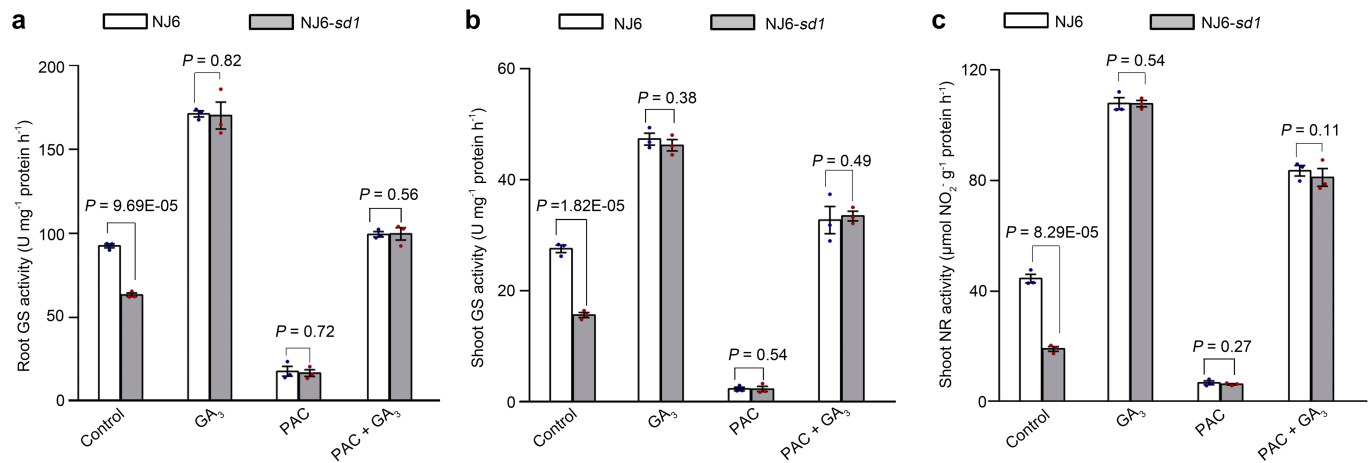 a
NJ6
NJ6-sd1
Root GS activity (U mg⁻¹ protein h⁻¹)
200
150
100
50
0
P = 9.69E-05
P = 0.82
P = 0.72
P = 0.56
Control
GA₃
PAC
PAC + GA₃
b
NJ6
NJ6-sd1
Shoot GS activity (U mg⁻¹ protein h⁻¹)
60
40
20
0
P =1.82E-05
P = 0.38
P = 0.54
P = 0.49
Control
GA₃
PAC
PAC + GA₃
c
NJ6
NJ6-sd1
Shoot NR activity (μmol NO₂⁻ g⁻¹ protein h⁻¹)
120
80
40
0
P = 8.29E-05
P = 0.54
P = 0.27
P = 0.11
Control
GA₃
PAC
PAC + GA₃